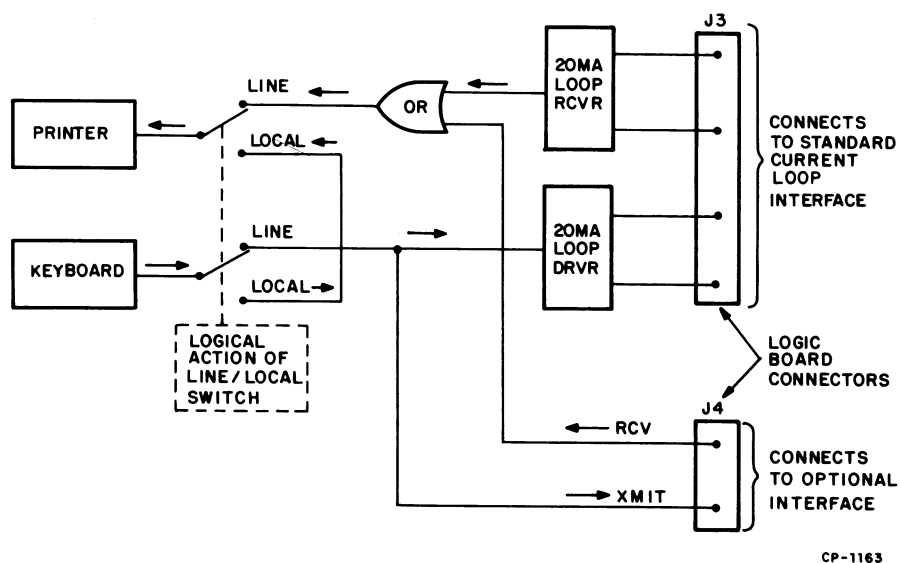 J3
20MA
LOOP
RCVR
LINE
OR
PRINTER
LOCAL
CONNECTS
TO STANDARD
CURRENT
LOOP
INTERFACE
20MA
LOOP
DRVR
LINE
KEYBOARD
LOCAL
LOGICAL
ACTION OF
LINE/LOCAL
SWITCH
LOGIC
BOARD
CONNECTORS
J4
RCV
XMIT
CONNECTS
TO OPTIONAL
INTERFACE
CP-1163